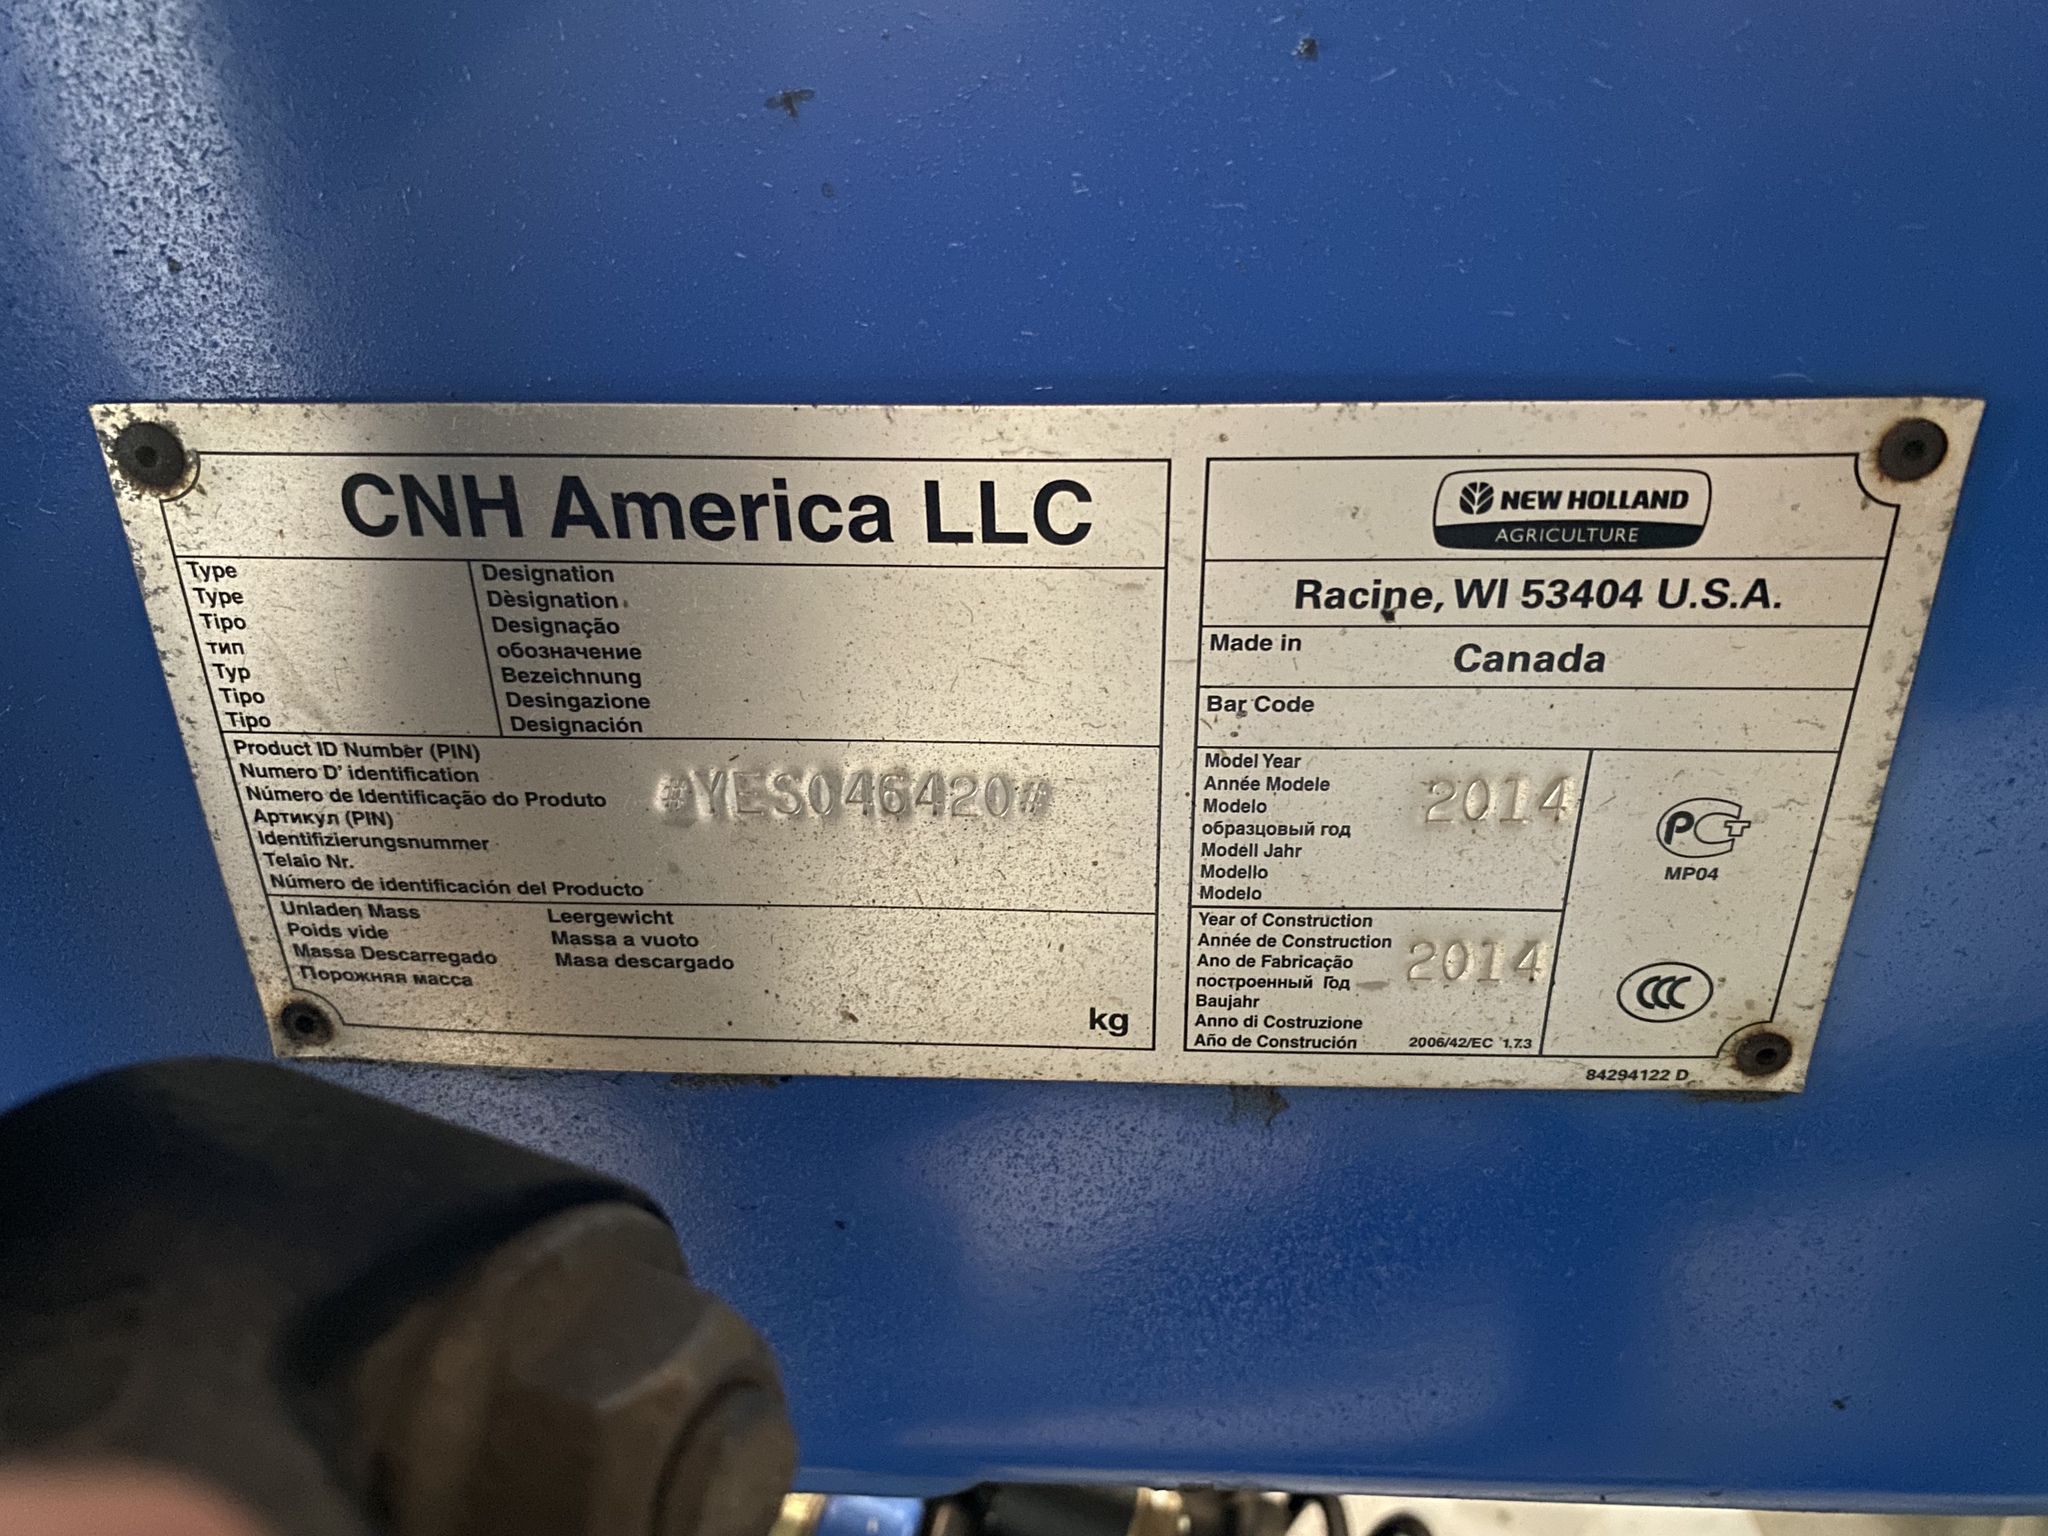 CNH America LLC
Type
Type
Tipo
тип
Typ
Tipo
Tipo
Designation
Dèsignation
Designação
обозначение
Bezeichnung
Desingazione
Designación
Product ID Number (PIN)
Numero D' identification
Número de Identificação do Produto
Артикул (PIN)
Identifizierungsnummer
Telaio Nr.
Número de identificación del Producto
#YES046420#
Unladen Mass
Poids vide
Massa Descarregado
Порожняя масса
Leergewicht
Massa a vuoto
Masa descargado
kg
NEW HOLLAND
AGRICULTURE
Racine, WI 53404 U.S.A.
Made in Canada
Bar Code
Model Year
Année Modele
Modelo
образцовый год
Modell Jahr
Modello
Modelo
2014
Year of Construction
Année de Construction
Ano de Fabricação
построенный Год
Baujahr
Anno di Costruzione
Año de Construción
2014
2006/42/EC 1.7.3
PCT
MP04
CCC
84294122 D